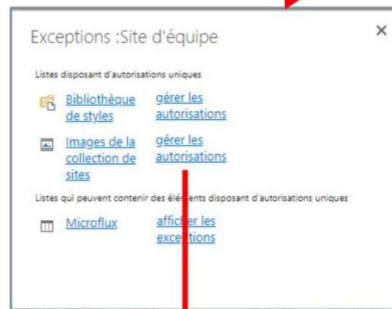 Exceptions :Site d'équipe
Listes disposant d'autorisations uniques
Bibliothèque gérer les
de styles autorisations
Images de la gérer les
collection de autorisations
sites
Listes qui peuvent contenir des éléments disposant d'autorisations uniques
Microflux afficher les
exceptions